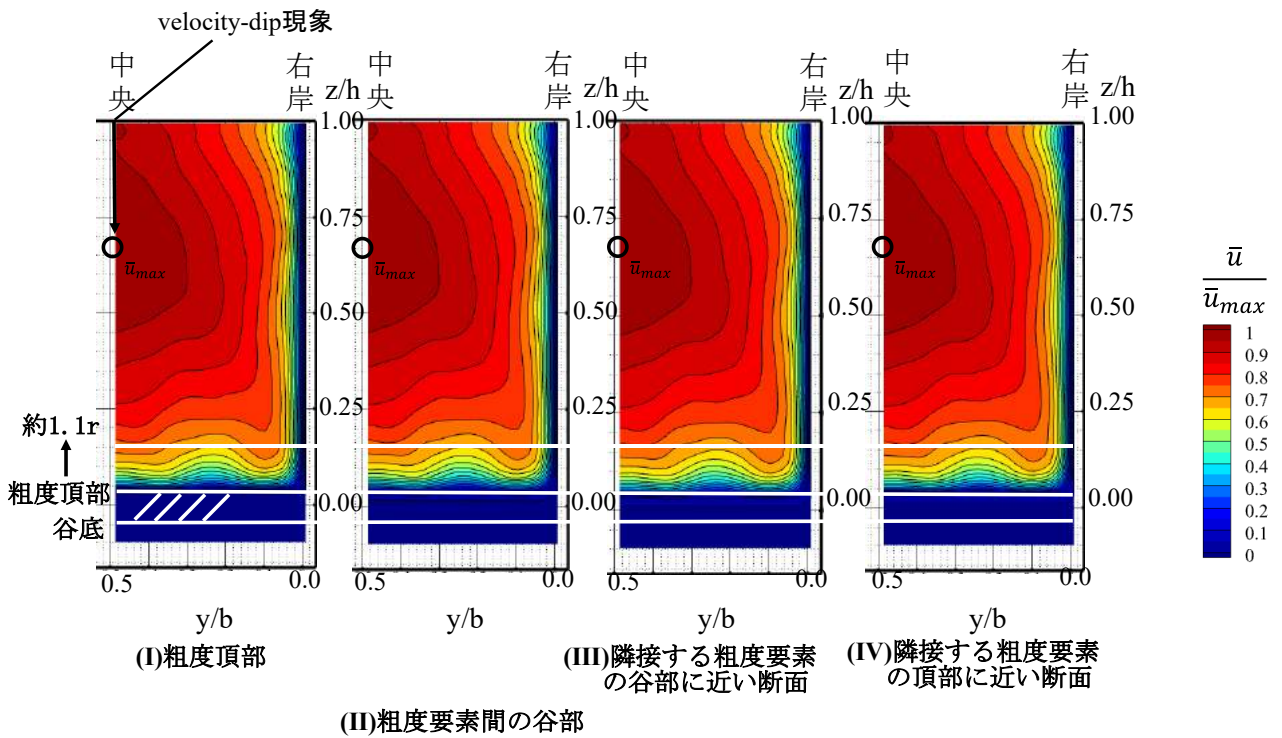 velocity-dip現象
中央
右岸
z/h
中央
右岸
z/h
中央
右岸
z/h
中央
右岸
z/h
1.00
1.00
1.00
1.00
0.75
0.75
0.75
0.75
ū_max
ū_max
ū_max
ū_max
0.50
0.50
0.50
0.50
0.25
0.25
0.25
0.25
約1.1r
粗度頂部
谷底
0.00
0.00
0.00
0.00
0.5
0.0
0.5
0.0
0.5
0.0
0.5
0.0
y/b
y/b
y/b
y/b
(I)粗度頂部
(II)粗度要素間の谷部
(III)隣接する粗度要素
の谷部に近い断面
(IV)隣接する粗度要素
の頂部に近い断面
ū
ū_max
1
0.9
0.8
0.7
0.6
0.5
0.4
0.3
0.2
0.1
0